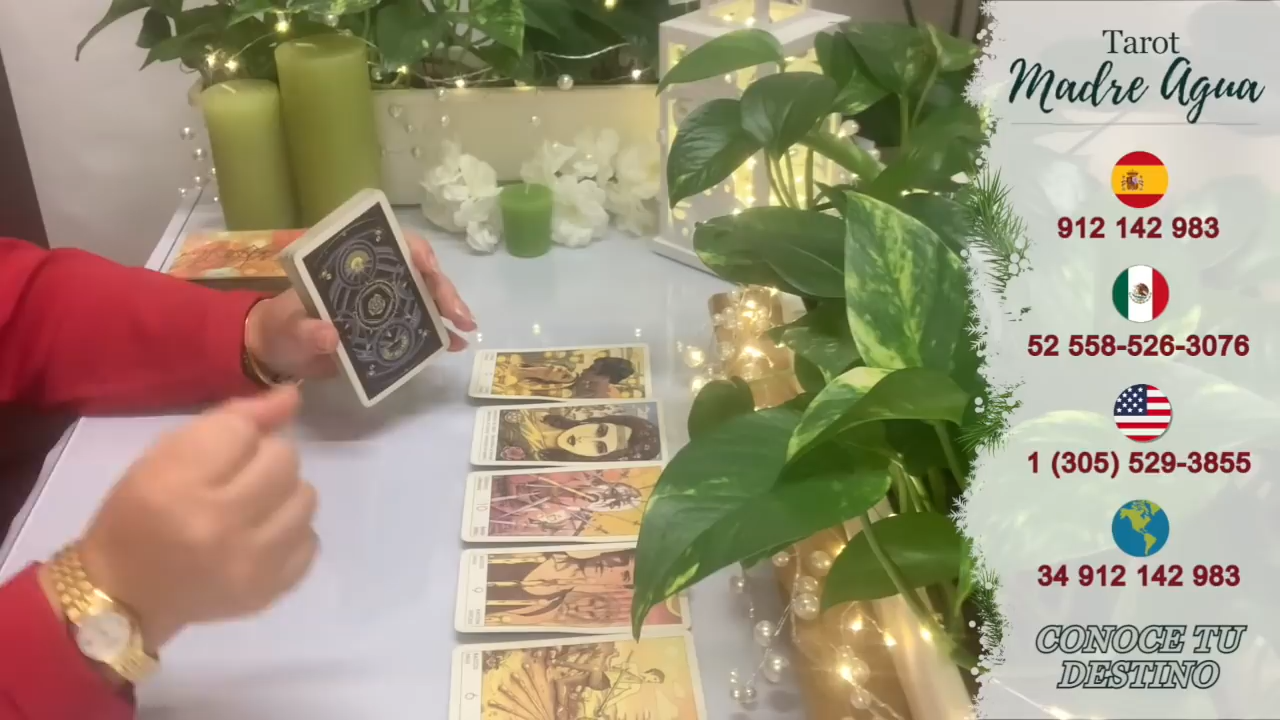 Tarot
Madre Agua
912 142 983
52 558-526-3076
1 (305) 529-3855
34 912 142 983
CONOCE TU
DESTINO